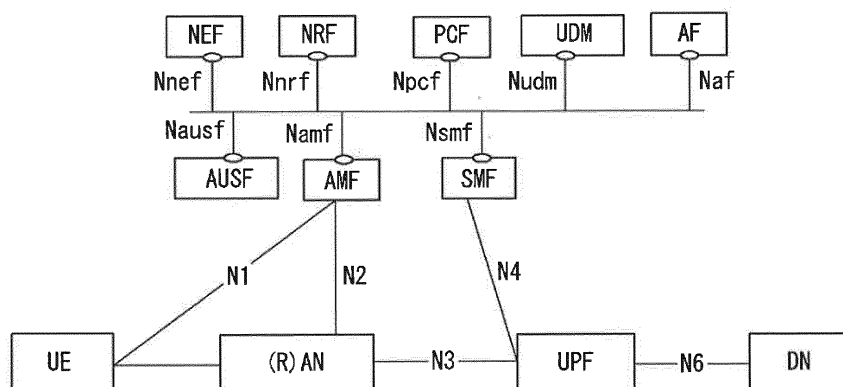 NEF NRF PCF UDM AF
Nnef Nnrf Npcf Nudm Naf
Nausf Namf Nsmf
AUSF AMF SMF
N1 N2 N4
UE (R)AN N3 UPF N6 DN